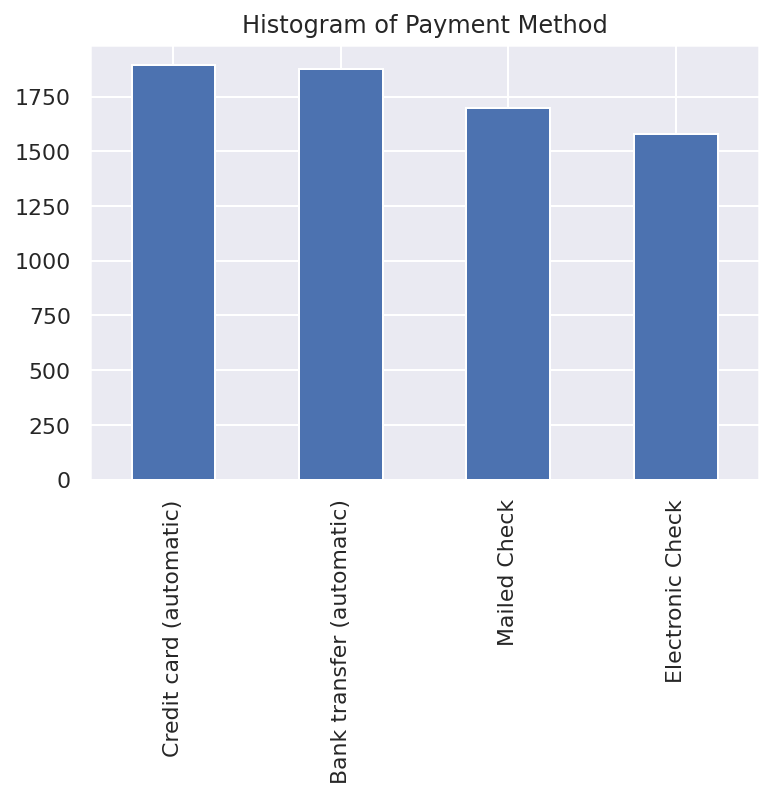 Histogram of Payment Method
1750
1500
1250
1000
750
500
250
0
Credit card (automatic)
Bank transfer (automatic)
Mailed Check
Electronic Check